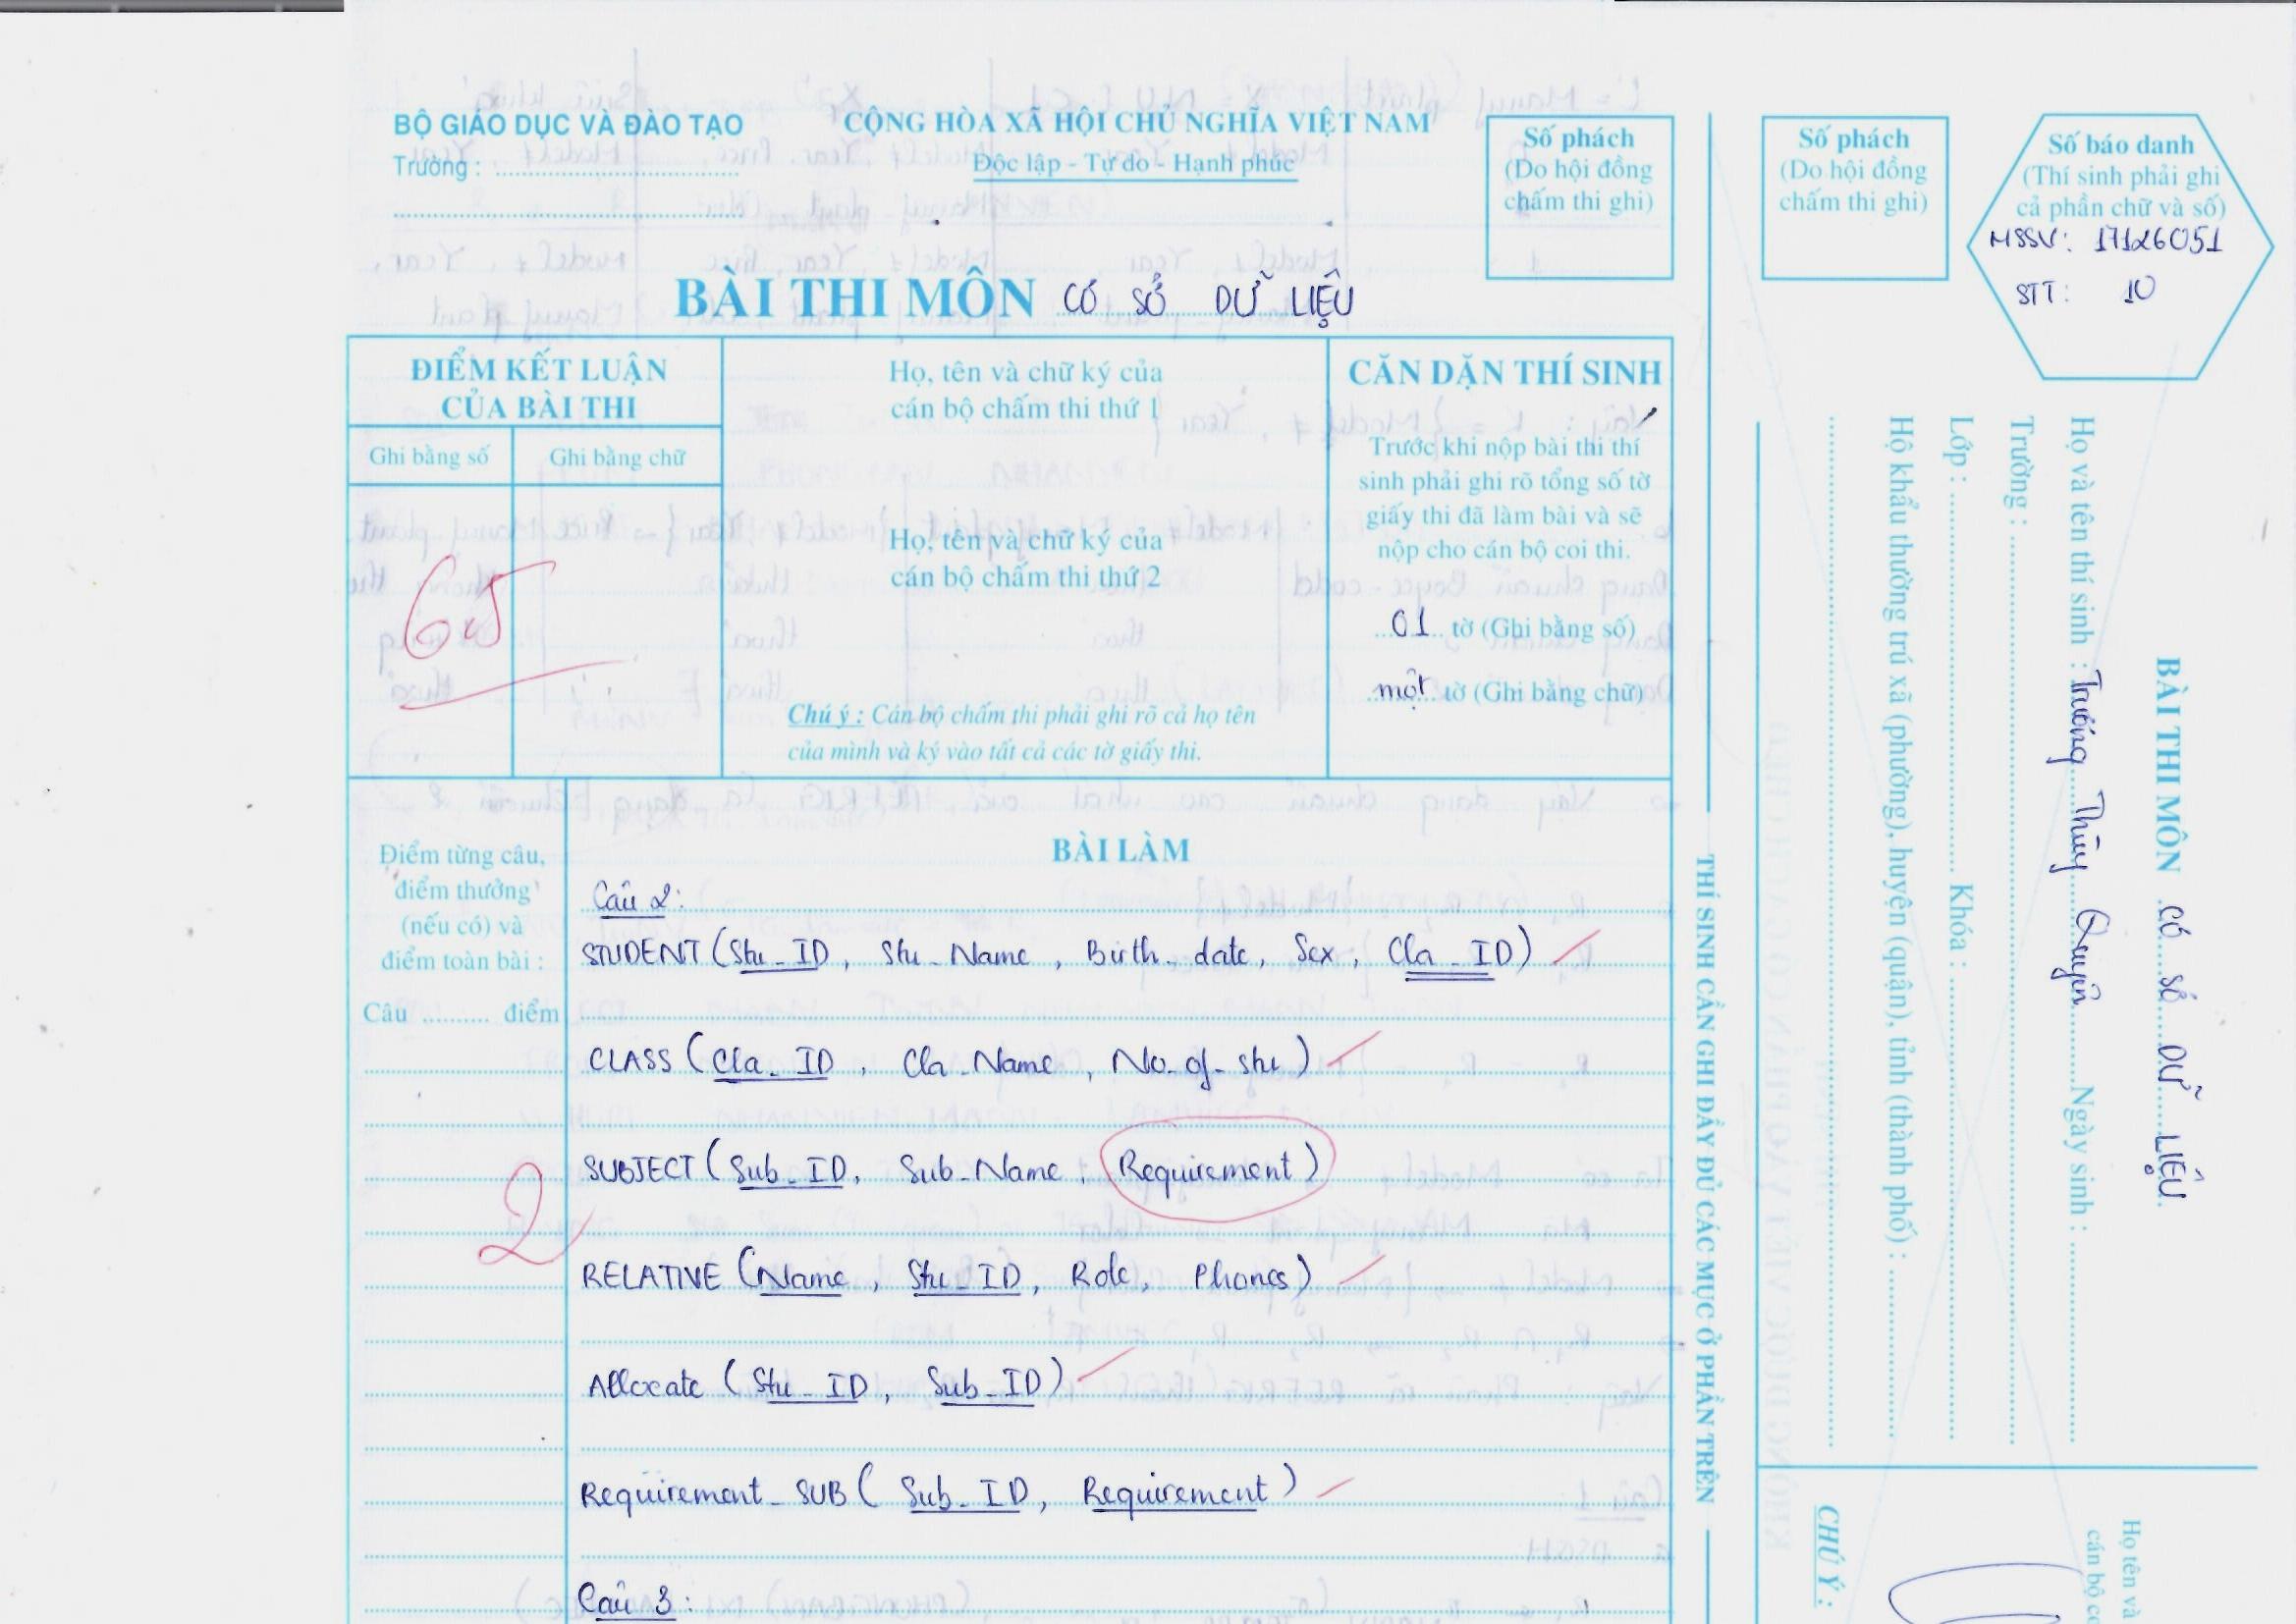 BỘ GIÁO DỤC VÀ ĐÀO TẠO
Trường :
CỘNG HÒA XÃ HỘI CHỦ NGHĨA VIỆT NAM
Độc lập - Tự do - Hạnh phúc
Số phách
(Do hội đồng
chấm thi ghi)
Số phách
(Do hội đồng
chấm thi ghi)
Số báo danh
(Thí sinh phải ghi
cả phần chữ và số)
MSSV: 17126051
STT: 10
BÀI THI MÔN CƠ SỞ DỮ LIỆU
ĐIỂM KẾT LUẬN
CỦA BÀI THI
Ghi bằng số
Ghi bằng chữ
6.5
Họ, tên và chữ ký của
cán bộ chấm thi thứ 1
Họ, tên và chữ ký của
cán bộ chấm thi thứ 2
Chú ý : Cán bộ chấm thi phải ghi rõ cả họ tên
của mình và ký vào tất cả các tờ giấy thi.
CĂN DẶN THÍ SINH
Trước khi nộp bài thi thí
sinh phải ghi rõ tổng số tờ
giấy thi đã làm bài và sẽ
nộp cho cán bộ coi thi.
01 tờ (Ghi bằng số)
một tờ (Ghi bằng chữ)
Điểm từng câu,
điểm thưởng
(nếu có) và
điểm toàn bài :
Câu .......... điểm
2
BÀI LÀM
Câu 2:
STUDENT (Stu_ID, Stu_Name, Birth_date, Sex, Cla_ID)
CLASS (Cla_ID, Cla_Name, No_of_stu)
SUBJECT (Sub_ID, Sub_Name, Requirement)
RELATIVE (Name, Stu_ID, Role, Phones)
Allocate (Stu_ID, Sub_ID)
Requirement_SUB (Sub_ID, Requirement)
Câu 3:
THÍ SINH CẦN GHI ĐẦY ĐỦ CÁC MỤC Ở PHẦN TRÊN
BÀI THI MÔN CƠ SỞ DỮ LIỆU
Họ và tên thí sinh : Trương Thùy Quyên Ngày sinh :
Trường :
Lớp : Khóa :
Hộ khẩu thường trú xã (phường), huyện (quận), tỉnh (thành phố) :
Họ tên và
cán bộ co
CHÚ Ý :